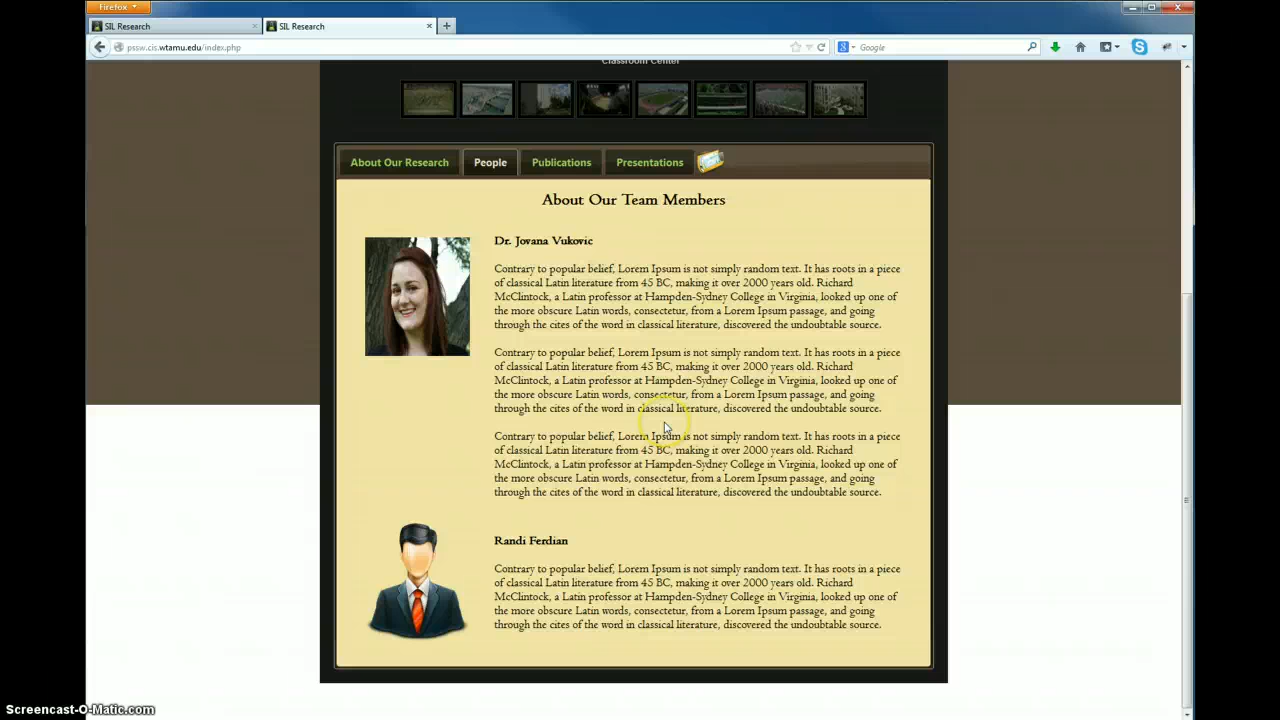 Firefox
SIL Research
SIL Research
pssw.cis.wtamu.edu/index.php
Google
Classroom Center
About Our Research
People
Publications
Presentations
About Our Team Members
Dr. Jovana Vukovic
Contrary to popular belief, Lorem Ipsum is not simply random text. It has roots in a piece
of classical Latin literature from 45 BC, making it over 2000 years old. Richard
McClintock, a Latin professor at Hampden-Sydney College in Virginia, looked up one of
the more obscure Latin words, consectetur, from a Lorem Ipsum passage, and going
through the cites of the word in classical literature, discovered the undoubtable source.
Contrary to popular belief, Lorem Ipsum is not simply random text. It has roots in a piece
of classical Latin literature from 45 BC, making it over 2000 years old. Richard
McClintock, a Latin professor at Hampden-Sydney College in Virginia, looked up one of
the more obscure Latin words, consectetur, from a Lorem Ipsum passage, and going
through the cites of the word in classical literature, discovered the undoubtable source.
Contrary to popular belief, Lorem Ipsum is not simply random text. It has roots in a piece
of classical Latin literature from 45 BC, making it over 2000 years old. Richard
McClintock, a Latin professor at Hampden-Sydney College in Virginia, looked up one of
the more obscure Latin words, consectetur, from a Lorem Ipsum passage, and going
through the cites of the word in classical literature, discovered the undoubtable source.
Randi Ferdian
Contrary to popular belief, Lorem Ipsum is not simply random text. It has roots in a piece
of classical Latin literature from 45 BC, making it over 2000 years old. Richard
McClintock, a Latin professor at Hampden-Sydney College in Virginia, looked up one of
the more obscure Latin words, consectetur, from a Lorem Ipsum passage, and going
through the cites of the word in classical literature, discovered the undoubtable source.
Screencast-O-Matic.com